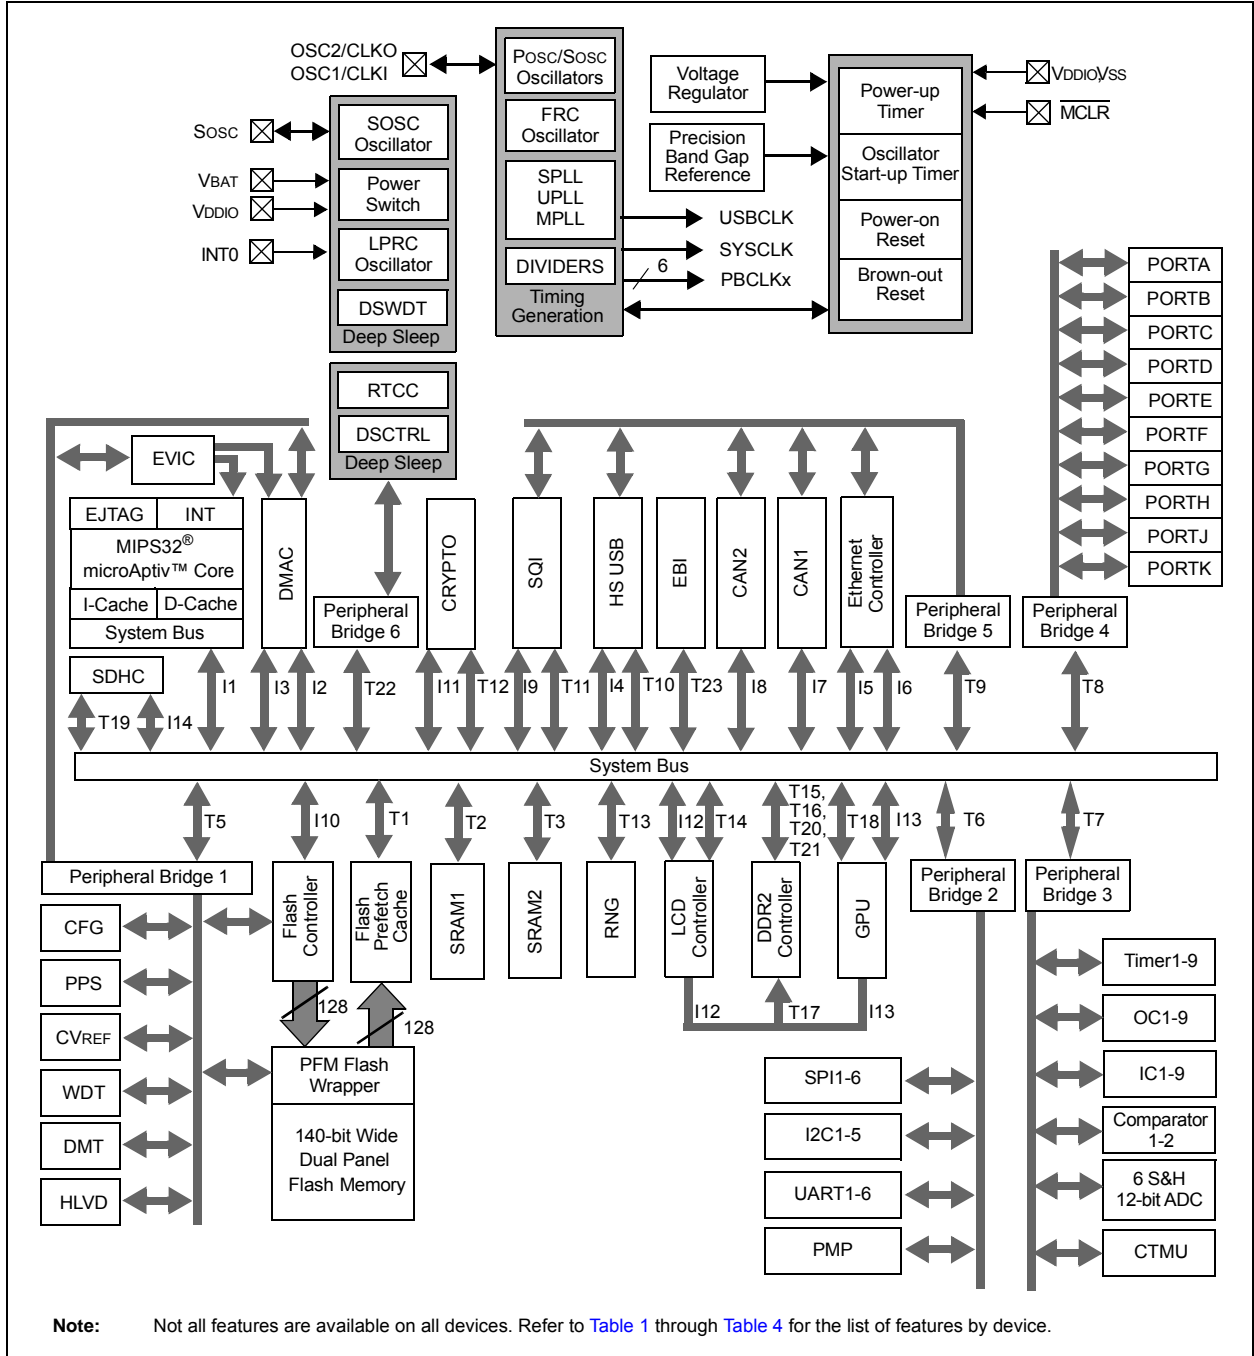 OSC2/CLKO
OSC1/CLKI
POSC/SOSC
Oscillators
FRC
Oscillator
SPLL
UPLL
MPLL
DIVIDERS
Timing
Generation
USBCLK
SYSCLK
6
PBCLKx
Voltage
Regulator
Precision
Band Gap
Reference
Power-up
Timer
Oscillator
Start-up Timer
Power-on
Reset
Brown-out
Reset
VDDIO,VSS
MCLR
SOSC
VBAT
VDDIO
INT0
SOSC
Oscillator
Power
Switch
LPRC
Oscillator
DSWDT
Deep Sleep
RTCC
DSCTRL
Deep Sleep
PORTA
PORTB
PORTC
PORTD
PORTE
PORTF
PORTG
PORTH
PORTJ
PORTK
EVIC
EJTAG
INT
MIPS32®
microAptiv™ Core
I-Cache
D-Cache
System Bus
DMAC
Peripheral
Bridge 6
CRYPTO
SQI
HS USB
EBI
CAN2
CAN1
Ethernet
Controller
Peripheral
Bridge 5
Peripheral
Bridge 4
SDHC
T19
I14
I1
I3
I2
T22
I11
T12
I9
T11
I4
T10
T23
I8
I7
I5
I6
T9
T8
System Bus
T5
I10
T1
T2
T3
T13
I12
T14
T15,
T16,
T20,
T21
T18
I13
T6
T7
Peripheral Bridge 1
Flash
Controller
Flash
Prefetch
Cache
SRAM1
SRAM2
RNG
LCD
Controller
DDR2
Controller
GPU
Peripheral
Bridge 2
Peripheral
Bridge 3
I12
T17
I13
CFG
PPS
CVREF
WDT
DMT
HLVD
128
128
PFM Flash
Wrapper
140-bit Wide
Dual Panel
Flash Memory
SPI1-6
I2C1-5
UART1-6
PMP
Timer1-9
OC1-9
IC1-9
Comparator
1-2
6 S&H
12-bit ADC
CTMU
Note: Not all features are available on all devices. Refer to Table 1 through Table 4 for the list of features by device.